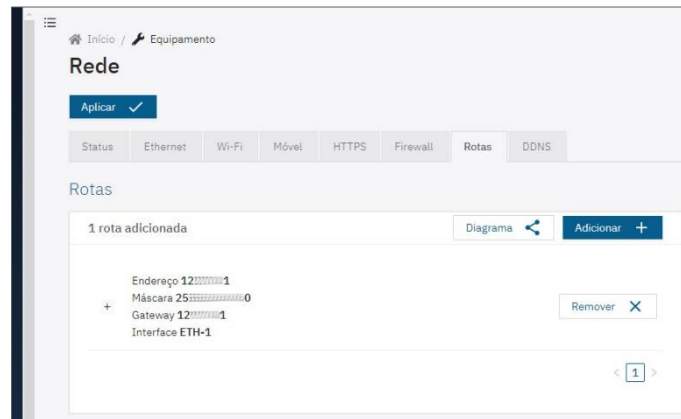 Início / Equipamento
Rede
Aplicar
Status Ethernet Wi-Fi Móvel HTTPS Firewall Rotas DDNS
Rotas
1 rota adicionada Diagrama Adicionar +
Endereço
Máscara
+ Gateway Remover X
Interface ETH-1
< 1 >